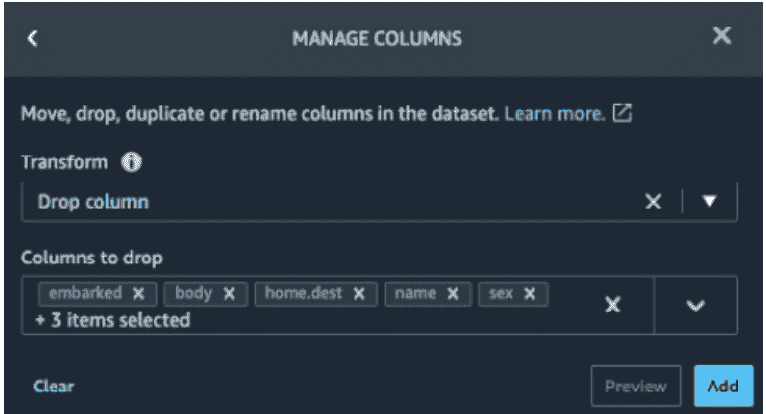 MANAGE COLUMNS
Move, drop, duplicate or rename columns in the dataset. Learn more.
Transform
Drop column
Columns to drop
embarked body home.dest name sex
+ 3 items selected
Clear Preview Add